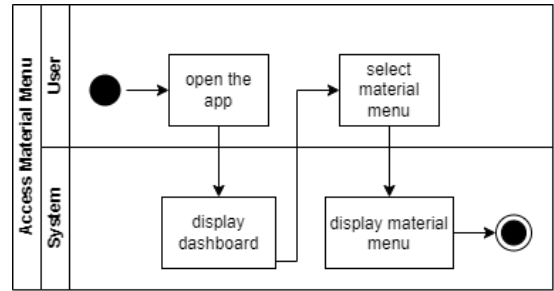 Access Material Menu
User
open the
app
select
material
menu
System
display
dashboard
display material
menu